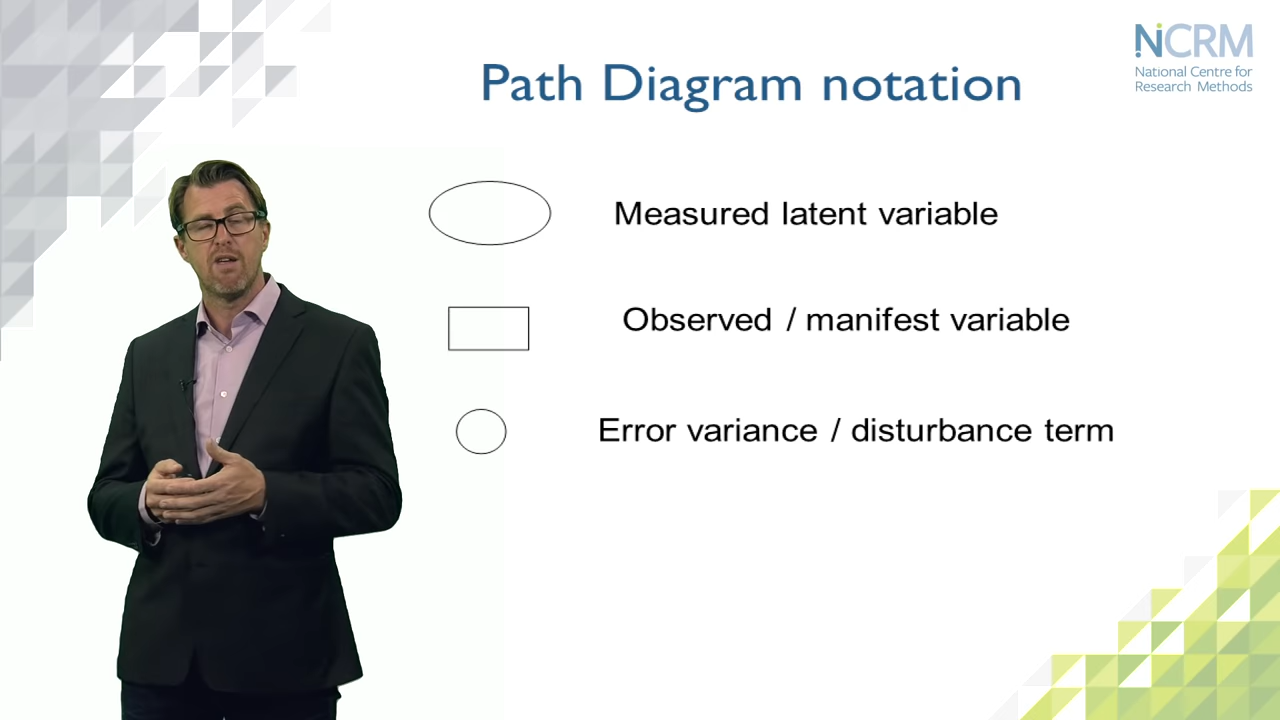 Path Diagram notation
NCRM
National Centre for
Research Methods
Measured latent variable
Observed / manifest variable
Error variance / disturbance term